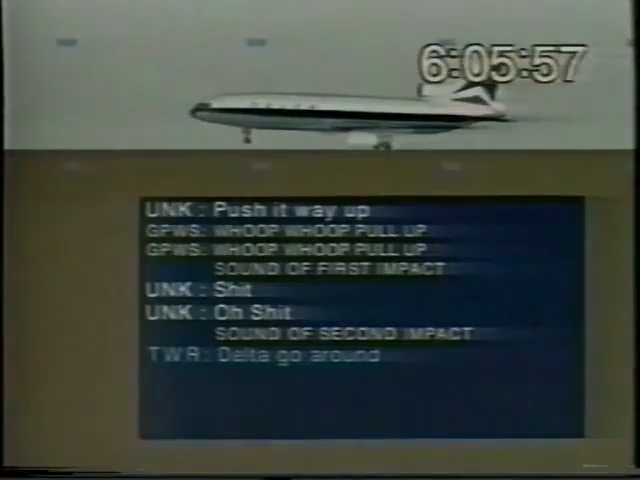 6:05:57
DELTA
UNK : Push it way up
GPWS: WHOOP WHOOP PULL UP
GPWS: WHOOP WHOOP PULL UP
SOUND OF FIRST IMPACT
UNK : Shit
UNK : Oh Shit
SOUND OF SECOND IMPACT
TWR: Delta go around